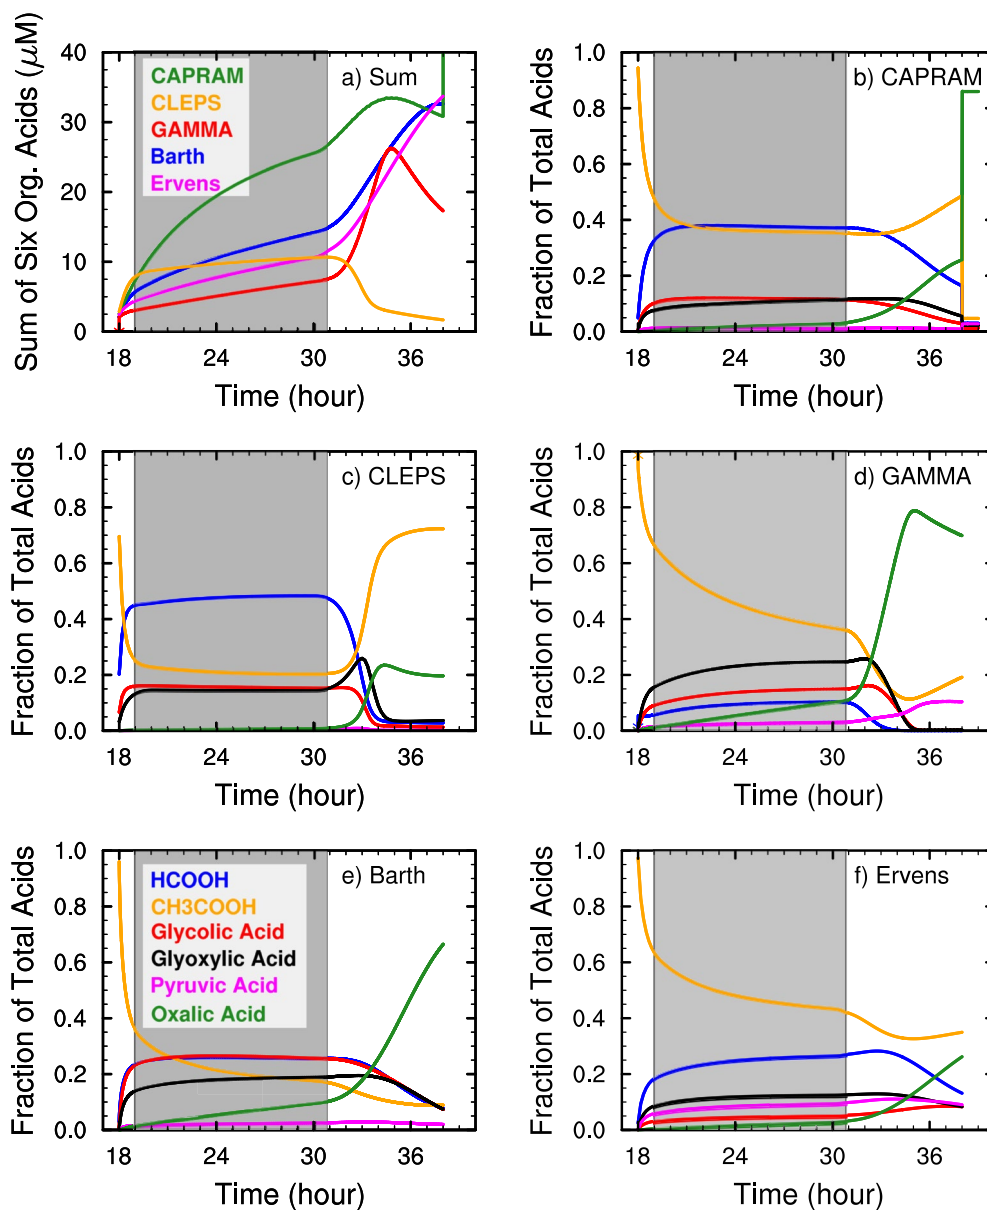 a) Sum
CAPRAM
CLEPS
GAMMA
Barth
Ervens
Sum of Six Org. Acids (μM)
40
30
20
10
0
18 24 30 36
Time (hour)
b) CAPRAM
Fraction of Total Acids
1.0
0.8
0.6
0.4
0.2
0.0
18 24 30 36
Time (hour)
c) CLEPS
Fraction of Total Acids
1.0
0.8
0.6
0.4
0.2
0.0
18 24 30 36
Time (hour)
d) GAMMA
Fraction of Total Acids
1.0
0.8
0.6
0.4
0.2
0.0
18 24 30 36
Time (hour)
e) Barth
HCOOH
CH3COOH
Glycolic Acid
Glyoxylic Acid
Pyruvic Acid
Oxalic Acid
Fraction of Total Acids
1.0
0.8
0.6
0.4
0.2
0.0
18 24 30 36
Time (hour)
f) Ervens
Fraction of Total Acids
1.0
0.8
0.6
0.4
0.2
0.0
18 24 30 36
Time (hour)